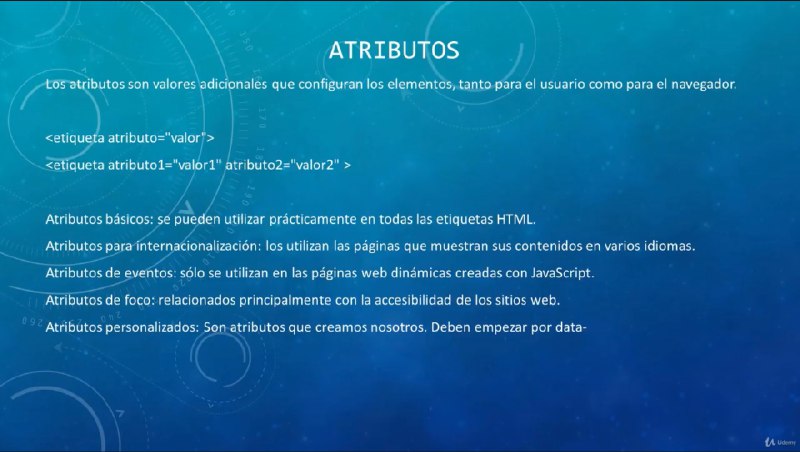 ATRIBUTOS
Los atributos son valores adicionales que configuran los elementos, tanto para el usuario como para el navegador.
<etiqueta atributo="valor">
<etiqueta atributo1="valor1" atributo2="valor2" >
Atributos básicos: se pueden utilizar prácticamente en todas las etiquetas HTML.
Atributos para internacionalización: los utilizan las páginas que muestran sus contenidos en varios idiomas.
Atributos de eventos: sólo se utilizan en las páginas web dinámicas creadas con JavaScript.
Atributos de foco: relacionados principalmente con la accesibilidad de los sitios web.
Atributos personalizados: Son atributos que creamos nosotros. Deben empezar por data-
Udemy